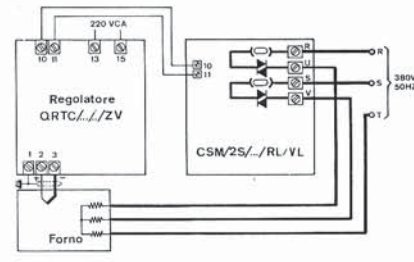 220 VCA
10 11 13 15
Regolatore
QRTC/.../.../ZV
1 2 3
- +
Forno
10
11
CSM/2S/.../RL/VL
R
U
S
V
R
S
T
380V
50HZ